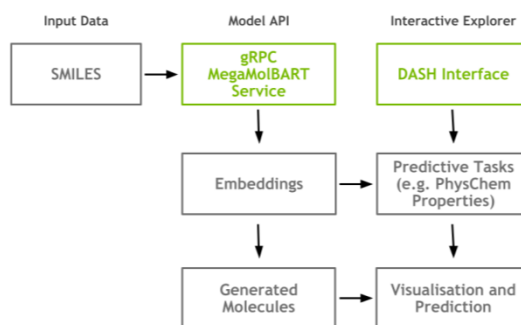 Input Data
Model API
Interactive Explorer
SMILES
gRPC
MegaMolBART
Service
DASH Interface
Embeddings
Predictive Tasks
(e.g. PhysChem
Properties)
Generated
Molecules
Visualisation and
Prediction